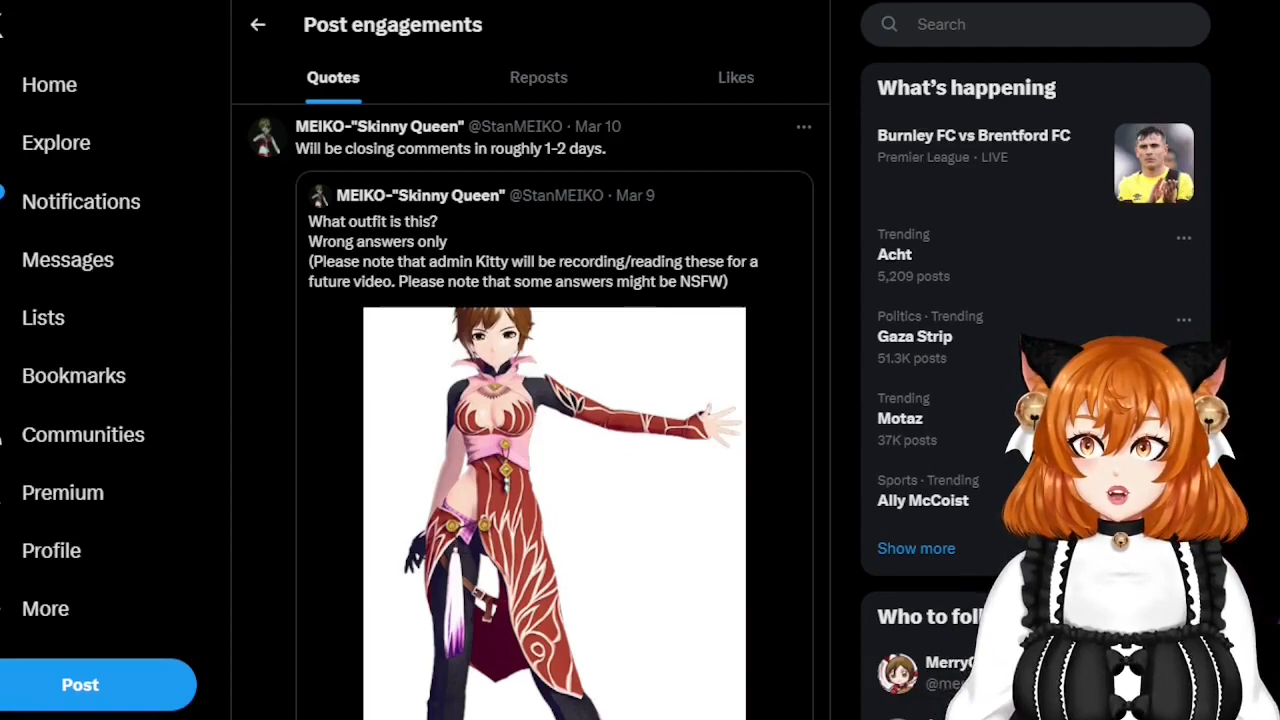 Post engagements
Search
Quotes
Reposts
Likes
Home
Explore
Notifications
Messages
Lists
Bookmarks
Communities
Premium
Profile
More
Post
MEIKO-"Skinny Queen" @StanMEIKO · Mar 10
Will be closing comments in roughly 1-2 days.
MEIKO-"Skinny Queen" @StanMEIKO · Mar 9
What outfit is this?
Wrong answers only
(Please note that admin Kitty will be recording/reading these for a
future video. Please note that some answers might be NSFW)
What's happening
Burnley FC vs Brentford FC
Premier League · LIVE
Trending
Acht
5,209 posts
Politics · Trending
Gaza Strip
51.3K posts
Trending
Motaz
37K posts
Sports · Trending
Ally McCoist
Show more
Who to